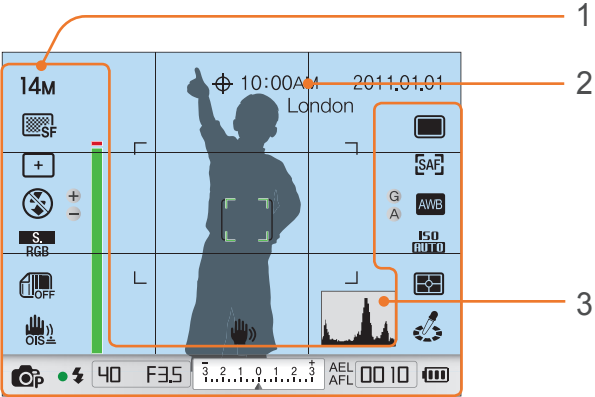 1
14M
10:00AM 2011.01.01 2
London
SF
SAF
+
G
A AWB
+
-
S.
RGB
ISO
AUTO
OFF
3
OIS
P 40 F3.5 3 2 1 0 1 2 3 AEL
AFL 0010
- +